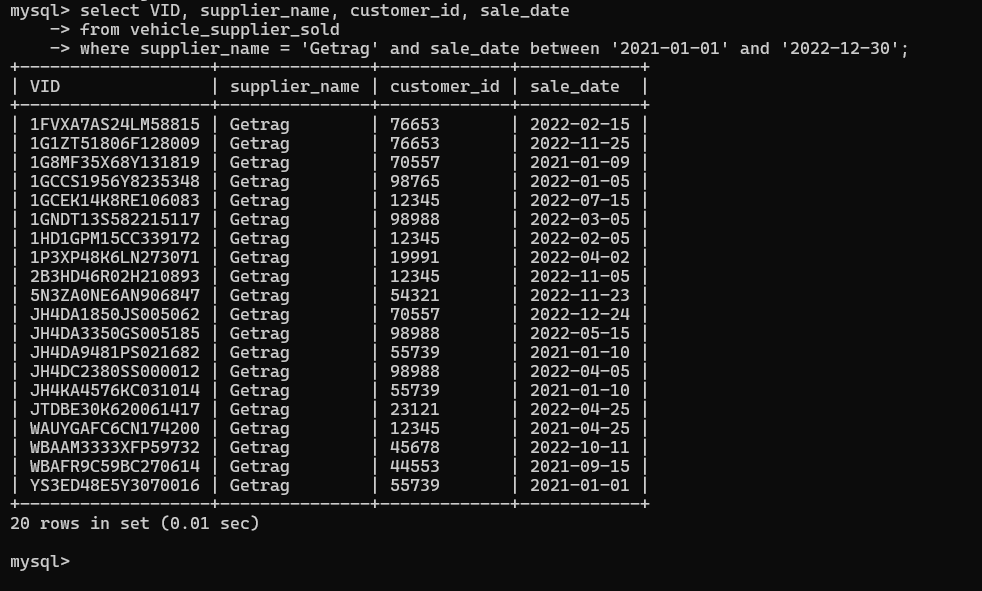 mysql> select VID, supplier_name, customer_id, sale_date
    -> from vehicle_supplier_sold
    -> where supplier_name = 'Getrag' and sale_date between '2021-01-01' and '2022-12-30';
+-------------------+---------------+-------------+------------+
| VID               | supplier_name | customer_id | sale_date  |
+-------------------+---------------+-------------+------------+
| 1FVXA7AS24LM58815 | Getrag        | 76653       | 2022-02-15 |
| 1G1ZT51806F128009 | Getrag        | 76653       | 2022-11-25 |
| 1G8MF35X68Y131819 | Getrag        | 70557       | 2021-01-09 |
| 1GCCS1956Y8235348 | Getrag        | 98765       | 2022-01-05 |
| 1GCEK14K8RE106083 | Getrag        | 12345       | 2022-07-15 |
| 1GNDT13S582215117 | Getrag        | 98988       | 2022-03-05 |
| 1HD1GPM15CC339172 | Getrag        | 12345       | 2022-02-05 |
| 1P3XP48K6LN273071 | Getrag        | 19991       | 2022-04-02 |
| 2B3HD46R02H210893 | Getrag        | 12345       | 2022-11-05 |
| 5N3ZA0NE6AN906847 | Getrag        | 54321       | 2022-11-23 |
| JH4DA1850JS005062 | Getrag        | 70557       | 2022-12-24 |
| JH4DA3350GS005185 | Getrag        | 98988       | 2022-05-15 |
| JH4DA9481PS021682 | Getrag        | 55739       | 2021-01-10 |
| JH4DC2380SS000012 | Getrag        | 98988       | 2022-04-05 |
| JH4KA4576KC031014 | Getrag        | 55739       | 2021-01-10 |
| JTDBE30K620061417 | Getrag        | 23121       | 2022-04-25 |
| WAUYGAFC6CN174200 | Getrag        | 12345       | 2021-04-25 |
| WBAAM3333XFP59732 | Getrag        | 45678       | 2022-10-11 |
| WBAFR9C59BC270614 | Getrag        | 44553       | 2021-09-15 |
| YS3ED48E5Y3070016 | Getrag        | 55739       | 2021-01-01 |
+-------------------+---------------+-------------+------------+
20 rows in set (0.01 sec)
mysql>